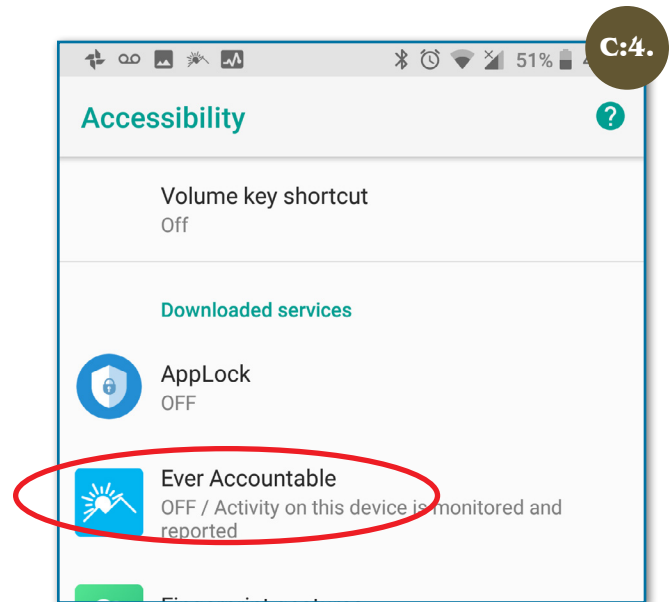 C:4.
51%
Accessibility
?
Volume key shortcut
Off
Downloaded services
AppLock
OFF
Ever Accountable
OFF / Activity on this device is monitored and
reported